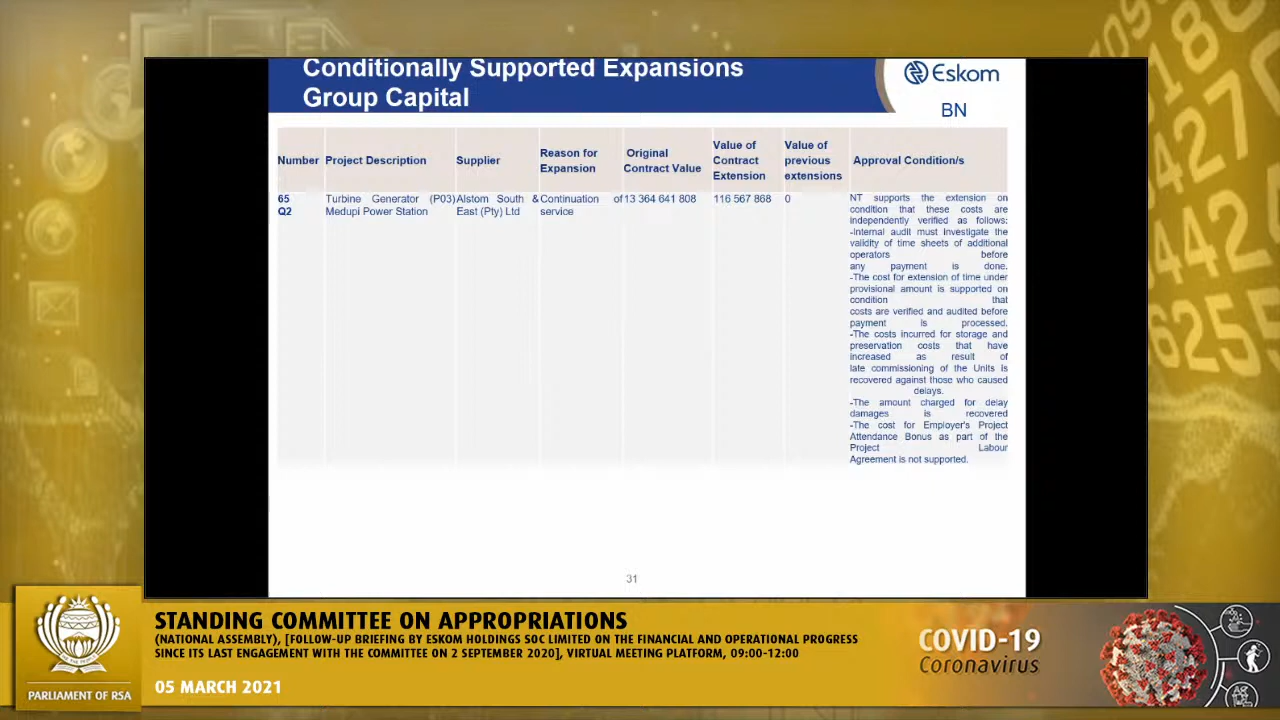 Conditionally Supported Expansions
Group Capital
Eskom
BN
Number
Project Description
Supplier
Reason for
Expansion
Original
Contract Value
Value of
Contract
Extension
Value of
previous
extensions
Approval Condition/s
65
Q2
Turbine Generator (P03)
Medupi Power Station
Alstom South &
East (Pty) Ltd
Continuation of
service
13 364 641 808
116 567 868
0
NT supports the extension on
condition that these costs are
independently verified as follows:
-Internal audit must investigate the
validity of time sheets of additional
operators before
any payment is done.
-The cost for extension of time under
provisional amount is supported on
condition that
costs are verified and audited before
payment is processed.
-The costs incurred for storage and
preservation costs that have
increased as result of
late commissioning of the Units is
recovered against those who caused
delays.
-The amount charged for delay
damages is recovered
-The cost for Employer's Project
Attendance Bonus as part of the
Project Labour
Agreement is not supported.
31
PARLIAMENT OF RSA
STANDING COMMITTEE ON APPROPRIATIONS
(NATIONAL ASSEMBLY), [FOLLOW-UP BRIEFING BY ESKOM HOLDINGS SOC LIMITED ON THE FINANCIAL AND OPERATIONAL PROGRESS
SINCE ITS LAST ENGAGEMENT WITH THE COMMITTEE ON 2 SEPTEMBER 2020], VIRTUAL MEETING PLATFORM, 09:00-12:00
05 MARCH 2021
COVID-19
Coronavirus